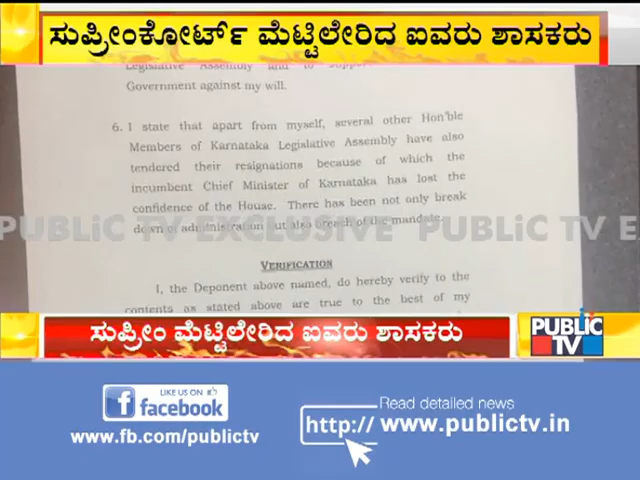 ಸುಪ್ರೀಂಕೋರ್ಟ್ ಮೆಟ್ಟಿಲೇರಿದ ಐವರು ಶಾಸಕರು
Legislative Assembly and to support
Government against my will.
6. I state that apart from myself, several other Hon'ble
Members of Karnataka Legislative Assembly have also
tendered their resignations because of which the
incumbent Chief Minister of Karnataka has lost the
confidence of the House. There has been not only break
down of administration but also breach of the mandate.
PUBLiC TV EXCLUSIVE PUBLiC TV E
VERIFICATION
I, the Deponent above named, do hereby verify to the
contents as stated above are true to the best of my
ಸುಪ್ರೀಂ ಮೆಟ್ಟಿಲೇರಿದ ಐವರು ಶಾಸಕರು
PUBLiC
TV
LIKE US ON
facebook
www.fb.com/publictv
Read detailed news
http:// www.publictv.in